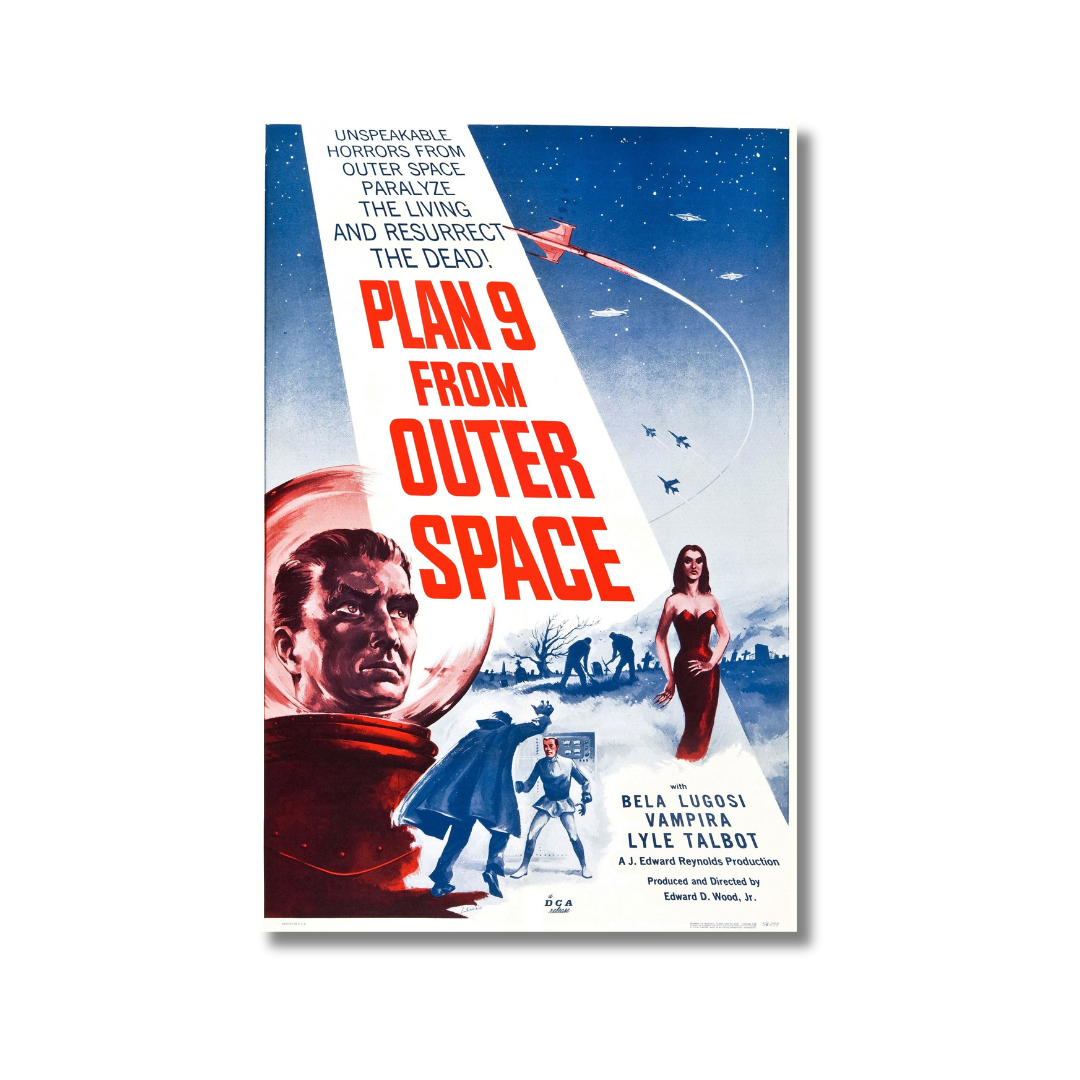 UNSPEAKABLE
HORRORS FROM
OUTER SPACE
PARALYZE
THE LIVING
AND RESURRECT
THE DEAD!
PLAN 9
FROM
OUTER
SPACE
with
BELA LUGOSI
VAMPIRA
LYLE TALBOT
A J. Edward Reynolds Production
Produced and Directed by
Edward D. Wood, Jr.
a
DCA
release